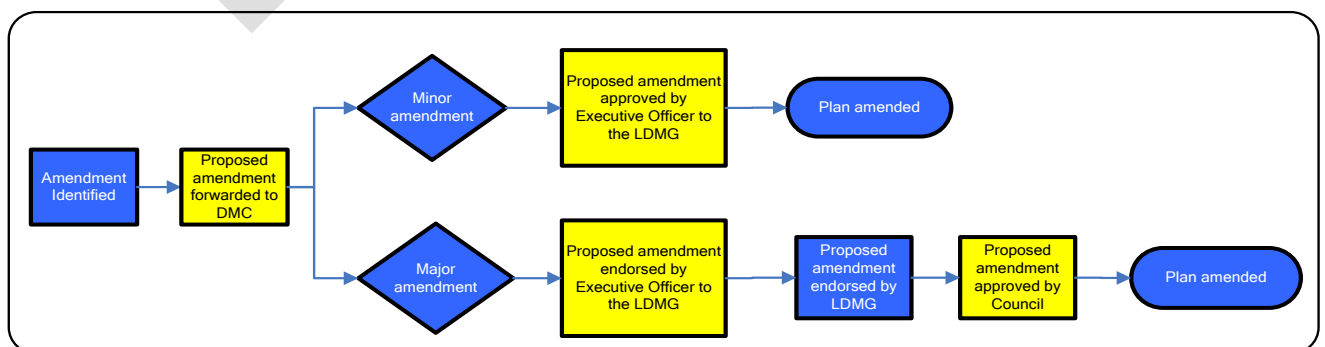 Amendment
Identified
Proposed
amendment
forwarded to
DMC
Minor
amendment
Proposed amendment
approved by
Executive Officer to
the LDMG
Plan amended
Major
amendment
Proposed amendment
endorsed by
Executive Officer to
the LDMG
Proposed
amendment
endorsed by
LDMG
Proposed
amendment
approved by
Council
Plan amended